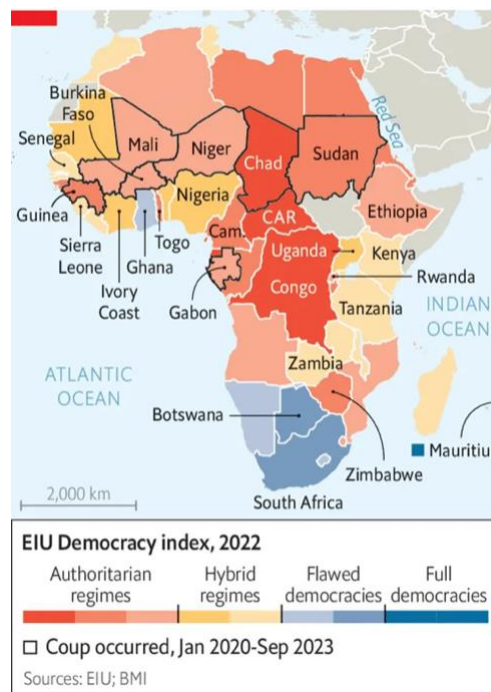 Burkina
Faso
Red Sea
Senegal
Mali
Niger
Chad
Sudan
Nigeria
Guinea
Ethiopia
CAR
Cam.
Togo
Sierra
Leone
Ghana
Uganda
Kenya
Ivory
Coast
Gabon
Congo
Rwanda
INDIAN
OCEAN
Tanzania
ATLANTIC
OCEAN
Zambia
Botswana
Mauritiu
Zimbabwe
2,000 km
South Africa
EIU Democracy index, 2022
Authoritarian
regimes
Hybrid
regimes
Flawed
democracies
Full
democracies
Coup occurred, Jan 2020-Sep 2023
Sources: EIU; BMI